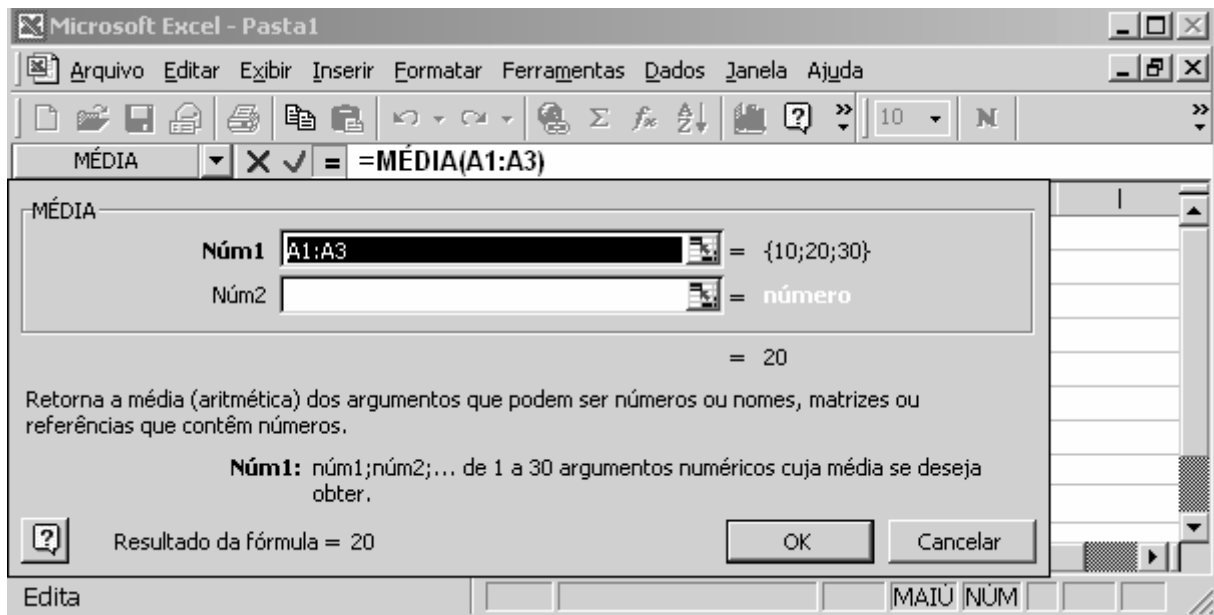 Microsoft Excel - Pasta1
Arquivo Editar Exibir Inserir Formatar Ferramentas Dados Janela Ajuda
Σ fx A Z 10 N
MÉDIA = =MÉDIA(A1:A3)
I
MÉDIA
Núm1 A1:A3 = {10;20;30}
Núm2 = número
= 20
Retorna a média (aritmética) dos argumentos que podem ser números ou nomes, matrizes ou
referências que contêm números.
Núm1: núm1;núm2;... de 1 a 30 argumentos numéricos cuja média se deseja
obter.
Resultado da fórmula = 20 OK Cancelar
Edita MAIÚ NÚM